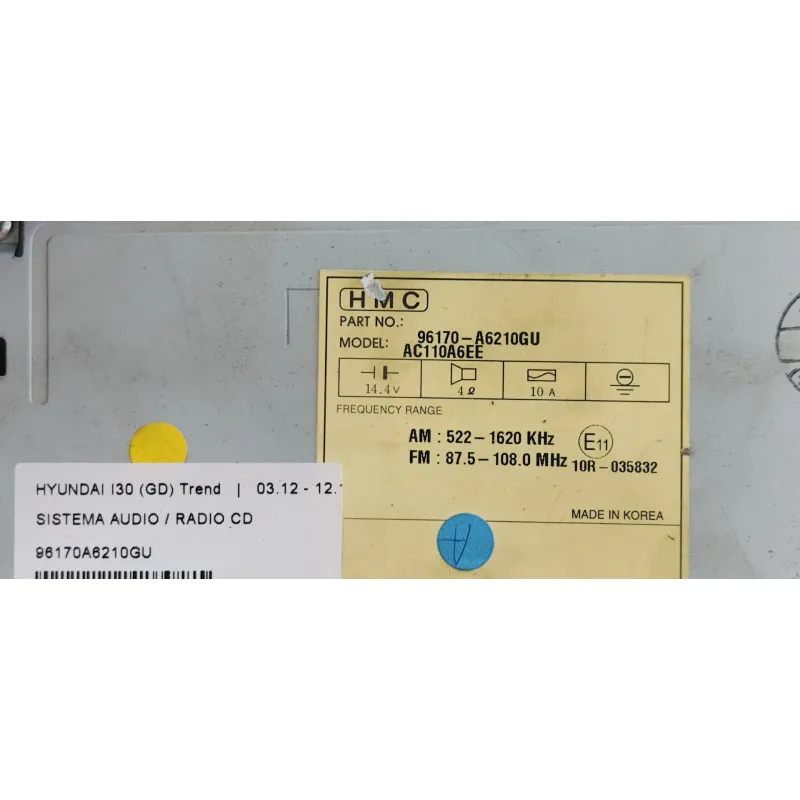 HMC
PART NO.: 96170-A6210GU
MODEL: AC110A6EE
14.4V 4Ω 10 A
FREQUENCY RANGE
AM : 522-1620 KHz
FM : 87.5-108.0 MHz
E11
10R-035832
MADE IN KOREA
A
HYUNDAI I30 (GD) Trend | 03.12 - 12.
SISTEMA AUDIO / RADIO CD
96170A6210GU